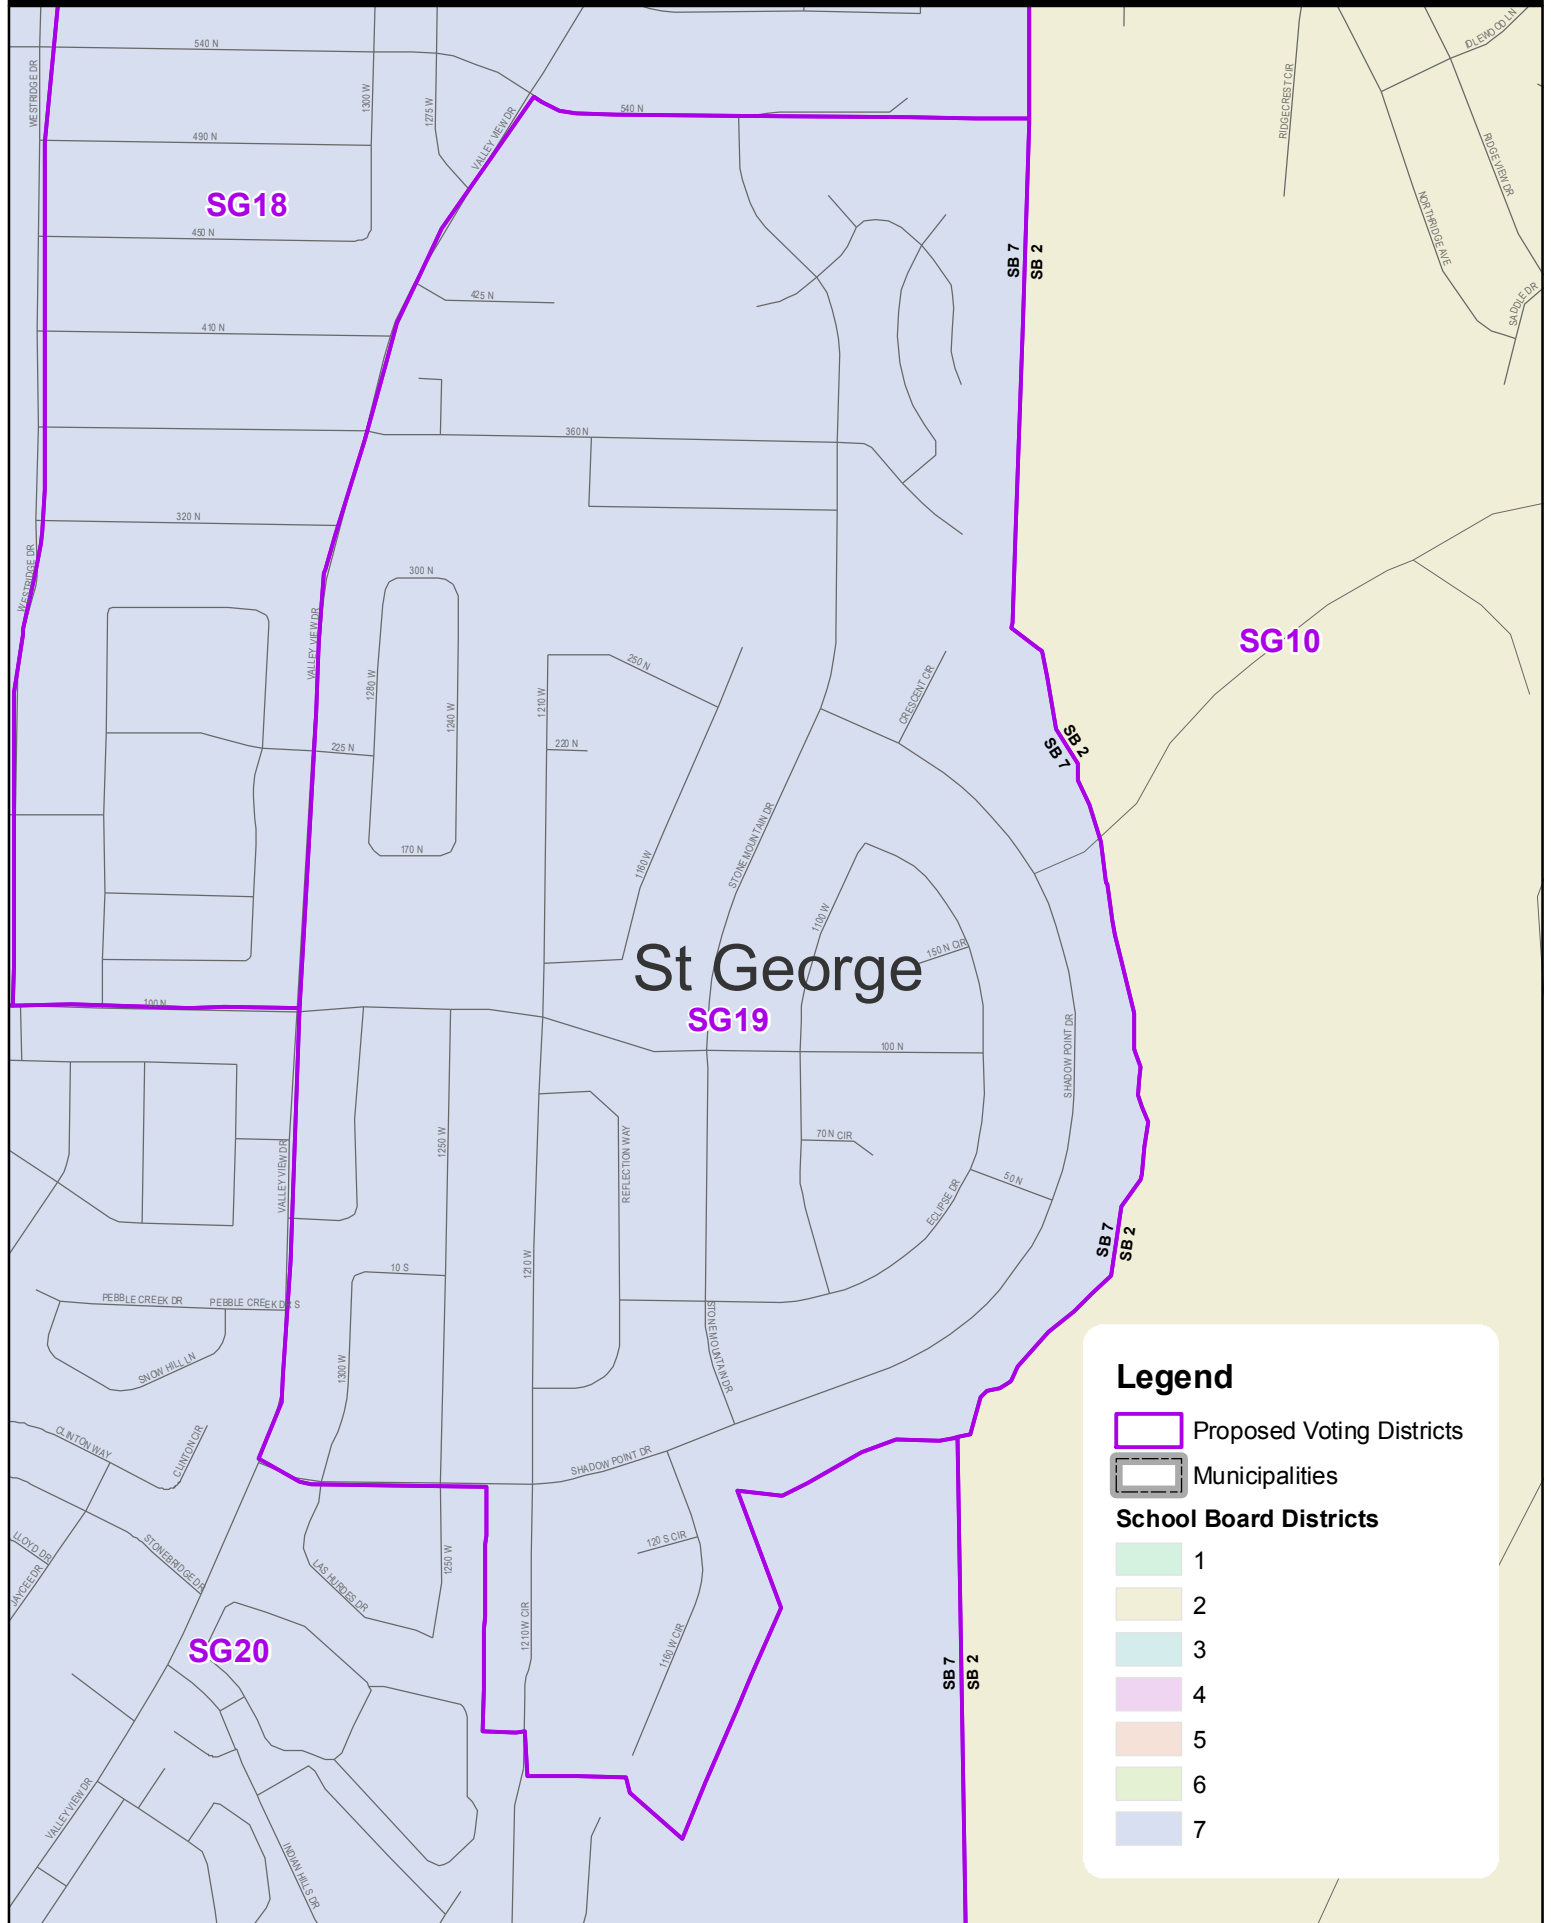 540 N
WESTRIDGE DR
1300 W
1275 W
VALLEY VIEW DR
540 N
490 N
SG18
450 N
425 N
410 N
360 N
320 N
WESTRIDGE DR
300 N
VALLEY VIEW DR
1280 W
1240 W
225 N
170 N
1210 W
250 N
220 N
1160 W
STONE MOUNTAIN DR
CRESCENT CIR
1100 W
150 N CIR
St George
SG19
100 N
100 N
SHADOW POINT DR
70 N CIR
50 N
ECLIPSE DR
REFLECTION WAY
1250 W
VALLEY VIEW DR
1210 W
10 S
PEBBLE CREEK DR
PEBBLE CREEK DR S
SNOW HILL LN
1300 W
STONE MOUNTAIN DR
CLINTON WAY
CLINTON CIR
SHADOW POINT DR
LLOYD DR
JAYCEE DR
STONEBRIDGE DR
LAS HURDES DR
1250 W
120 S CIR
1210 W CIR
1160 W CIR
SG20
VALLEY VIEW DR
INDIAN HILLS DR
SB 7
SB 2
SB 2
SB 7
SB 7
SB 2
SB 7
SB 2
IDLEWOOD LN
RIDGECREST CIR
RIDGE VIEW DR
NORTHRIDGE AVE
SADDLE DR
SG10
Legend
Proposed Voting Districts
Municipalities
School Board Districts
1
2
3
4
5
6
7